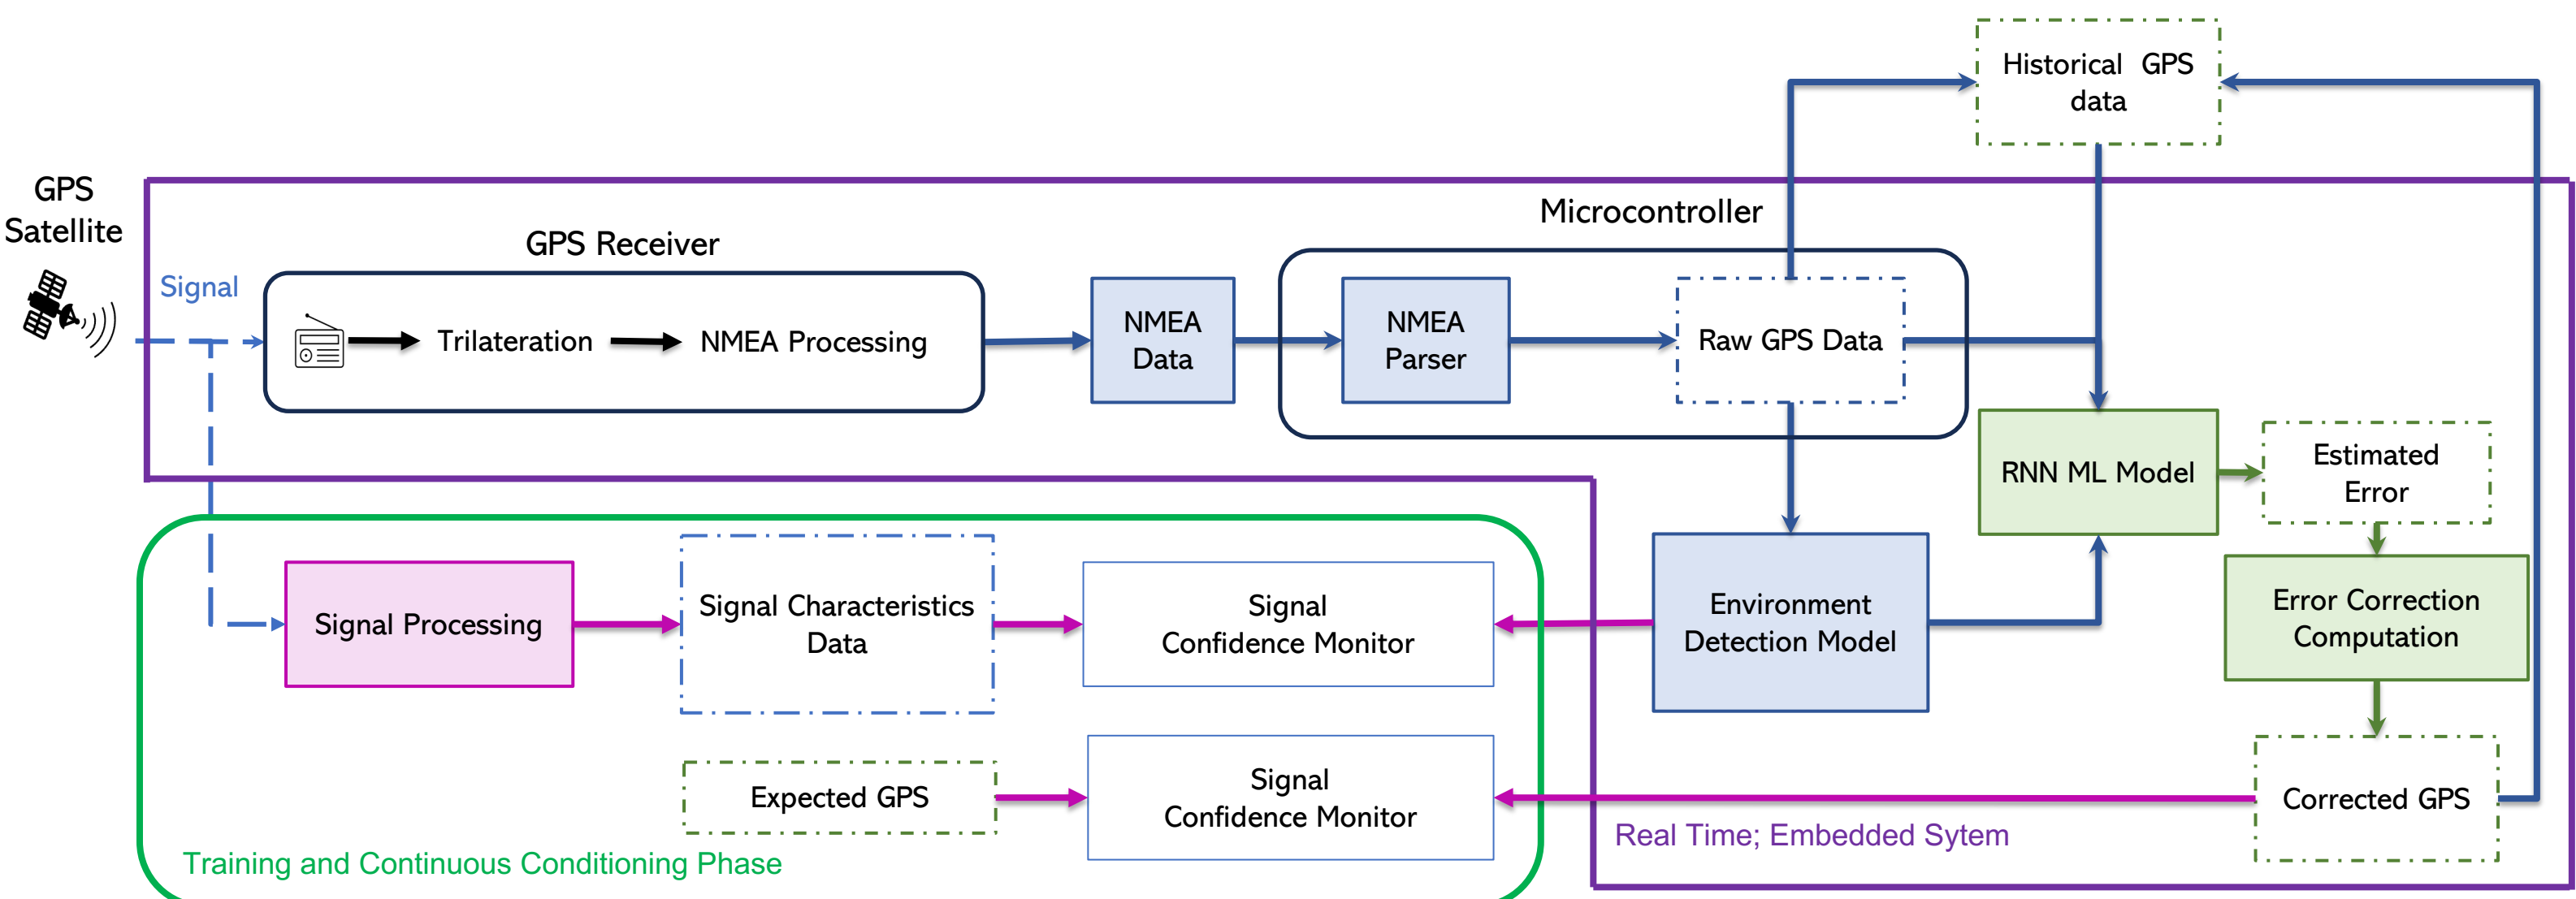 Historical GPS
data
GPS
Satellite
Microcontroller
GPS Receiver
Signal
Trilateration
NMEA Processing
NMEA
Data
NMEA
Parser
Raw GPS Data
RNN ML Model
Estimated
Error
Signal Processing
Signal Characteristics
Data
Signal
Confidence Monitor
Environment
Detection Model
Error Correction
Computation
Expected GPS
Signal
Confidence Monitor
Corrected GPS
Real Time; Embedded Sytem
Training and Continuous Conditioning Phase